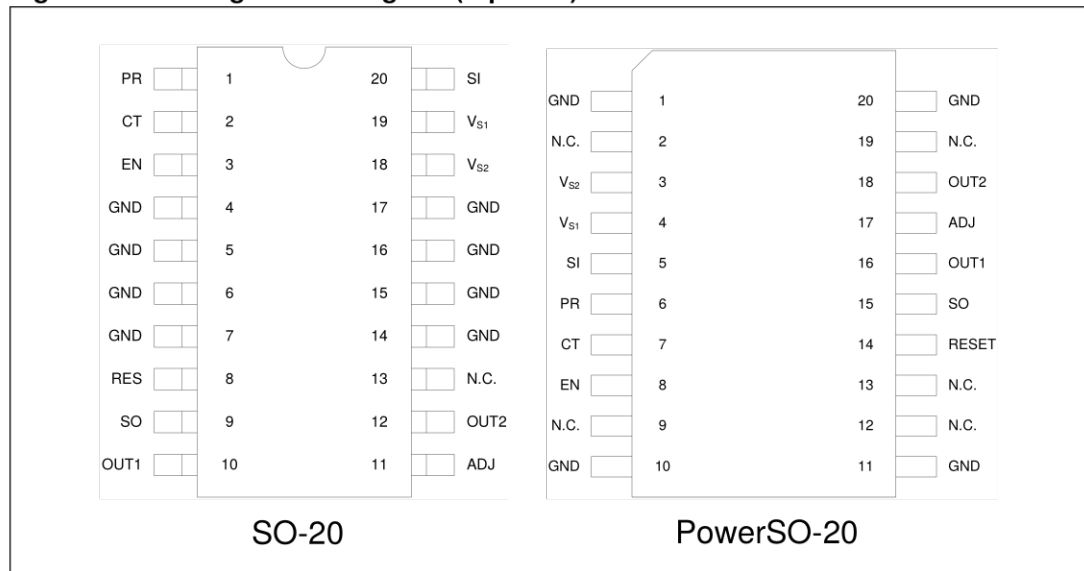 PR 1 20 SI
CT 2 19 VS1
EN 3 18 VS2
GND 4 17 GND
GND 5 16 GND
GND 6 15 GND
GND 7 14 GND
RES 8 13 N.C.
SO 9 12 OUT2
OUT1 10 11 ADJ
SO-20
GND 1 20 GND
N.C. 2 19 N.C.
VS2 3 18 OUT2
VS1 4 17 ADJ
SI 5 16 OUT1
PR 6 15 SO
CT 7 14 RESET
EN 8 13 N.C.
N.C. 9 12 N.C.
GND 10 11 GND
PowerSO-20